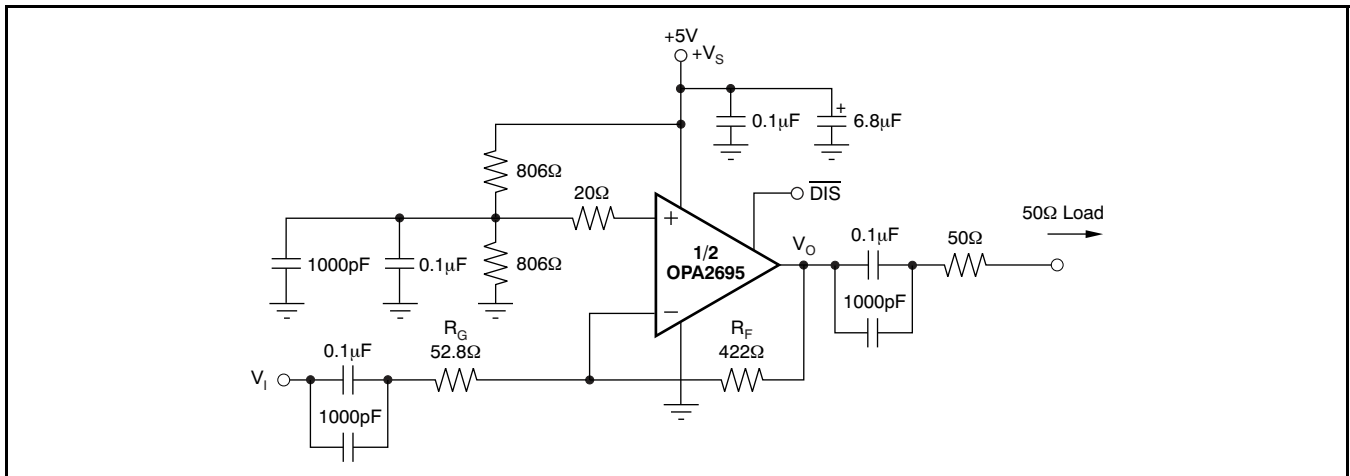 +5V
+V_S
0.1μF
6.8μF
806Ω
20Ω
D̅I̅S̅
50Ω Load
+
1/2
OPA2695
−
V_O
0.1μF
50Ω
1000pF
1000pF
0.1μF
806Ω
R_G
52.8Ω
R_F
422Ω
0.1μF
V_I
1000pF
+